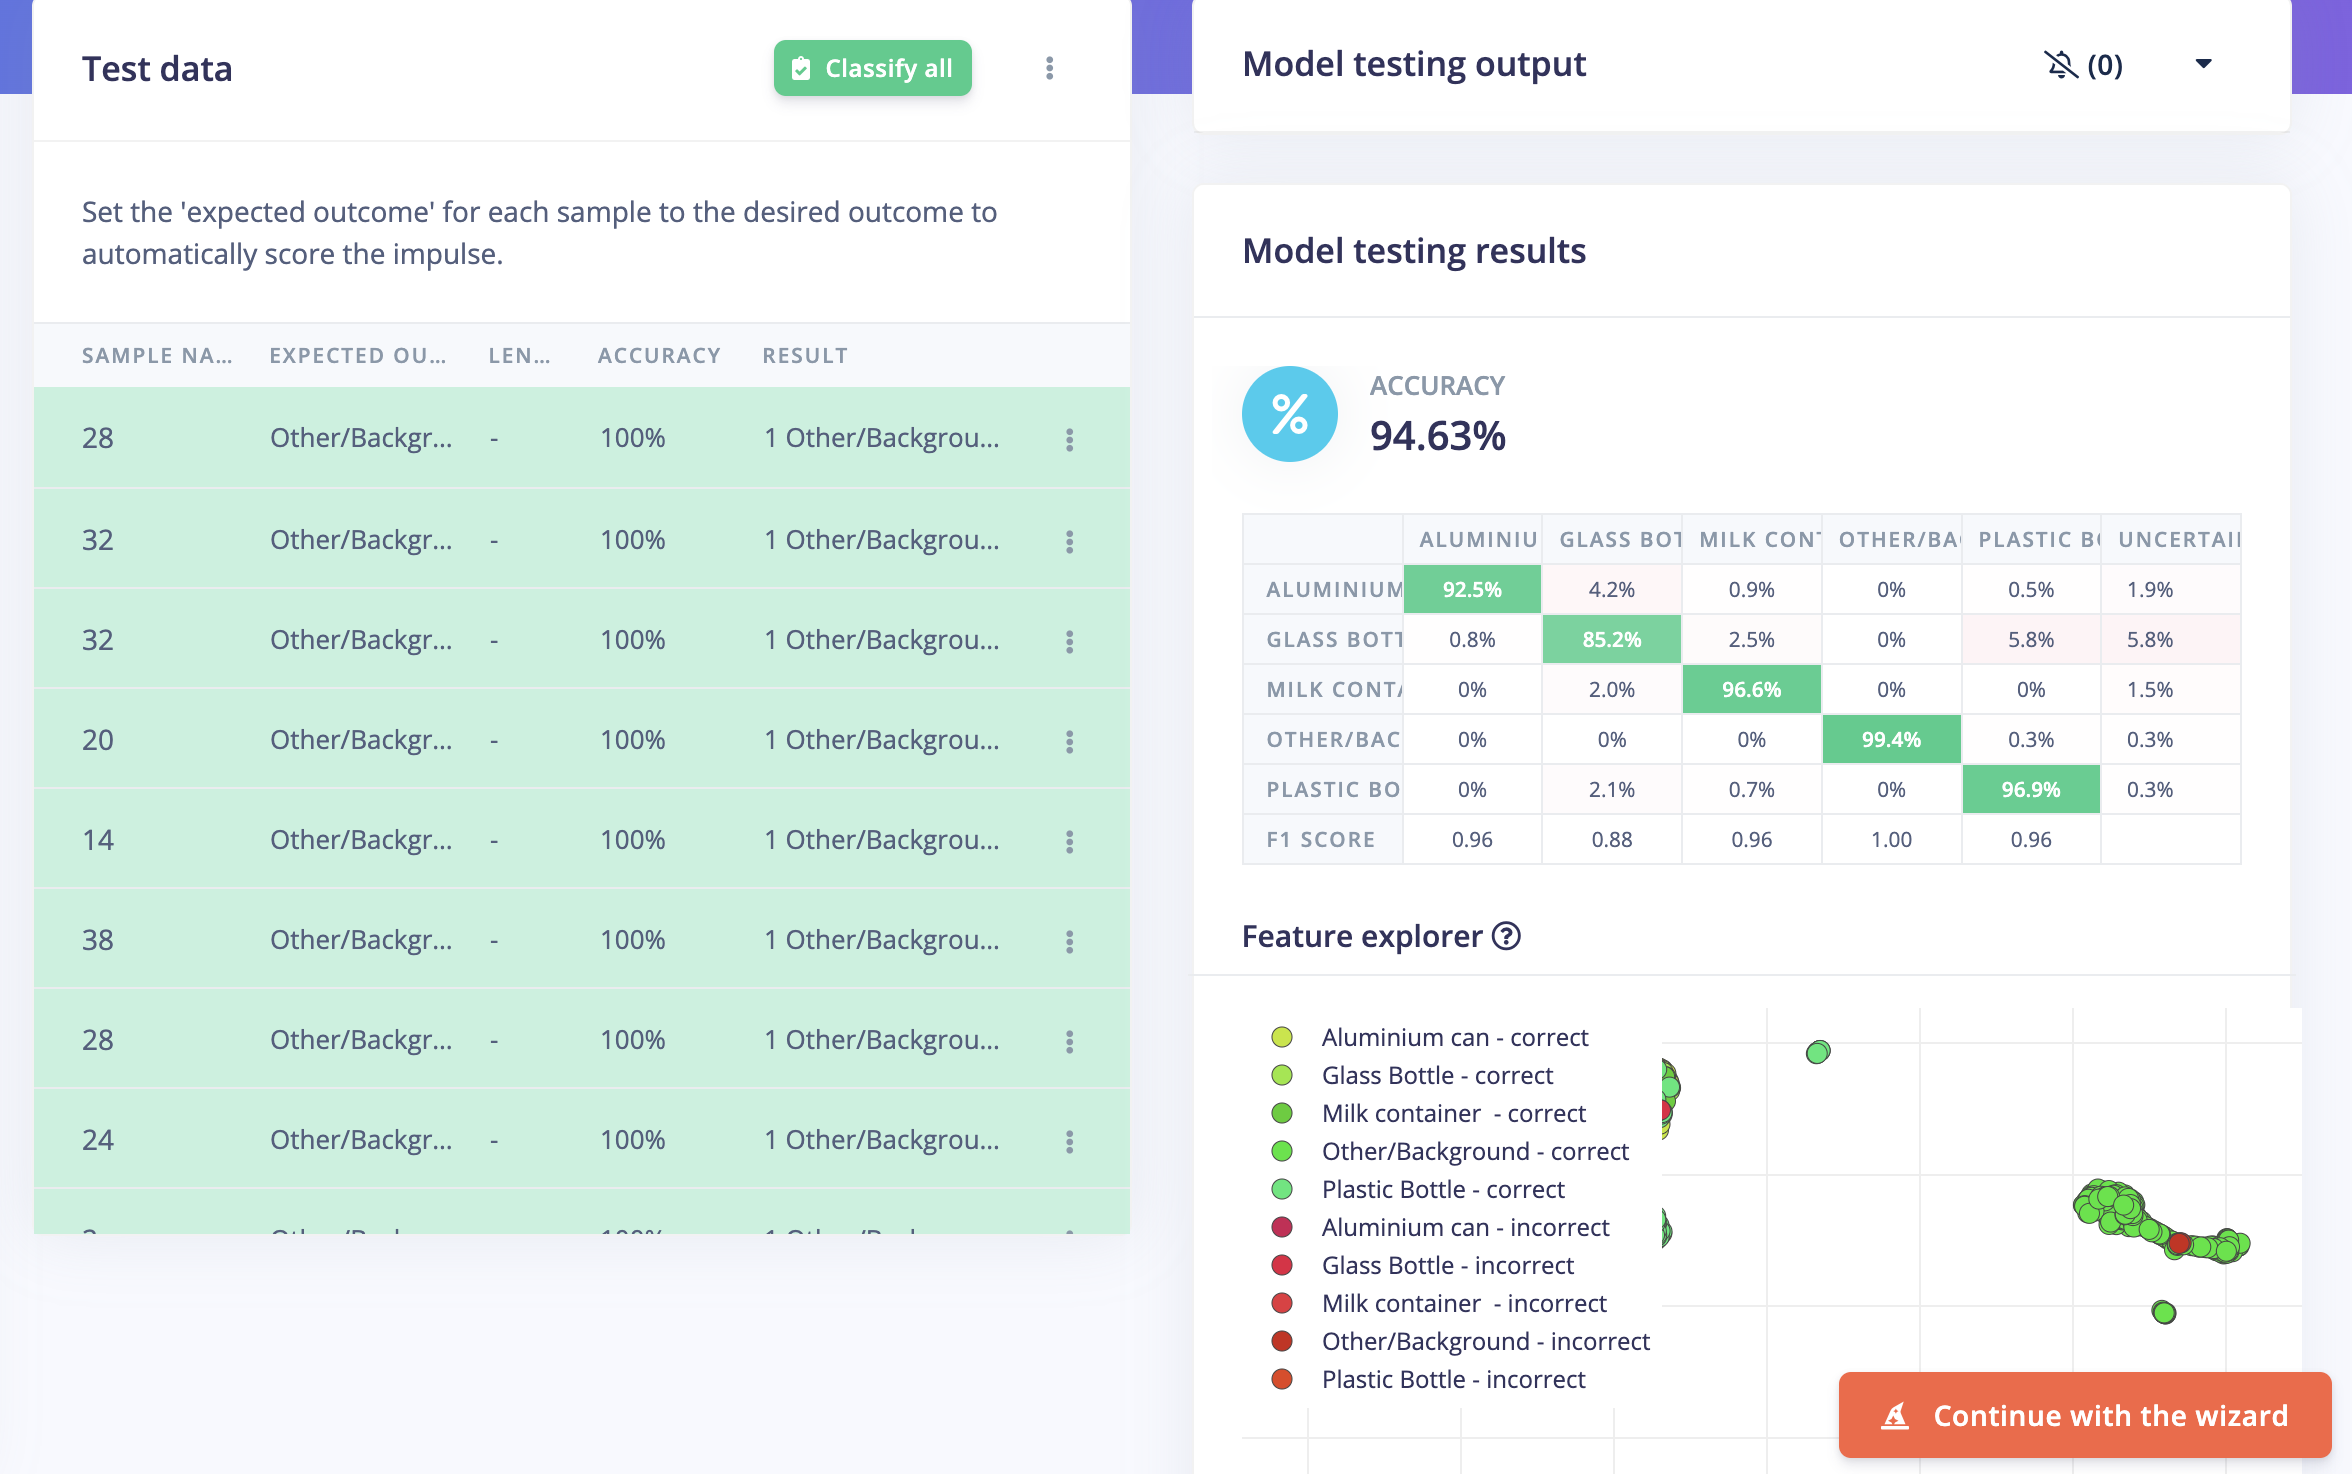 Test data
Classify all
Set the 'expected outcome' for each sample to the desired outcome to
automatically score the impulse.
SAMPLE NA... EXPECTED OU... LEN... ACCURACY RESULT
28 Other/Backgr... - 100% 1 Other/Backgrou...
32 Other/Backgr... - 100% 1 Other/Backgrou...
32 Other/Backgr... - 100% 1 Other/Backgrou...
20 Other/Backgr... - 100% 1 Other/Backgrou...
14 Other/Backgr... - 100% 1 Other/Backgrou...
38 Other/Backgr... - 100% 1 Other/Backgrou...
28 Other/Backgr... - 100% 1 Other/Backgrou...
24 Other/Backgr... - 100% 1 Other/Backgrou...
Model testing output
(0)
Model testing results
%
ACCURACY
94.63%
ALUMINIU GLASS BOT MILK CON OTHER/BA PLASTIC B UNCERTAI
ALUMINIUM 92.5% 4.2% 0.9% 0% 0.5% 1.9%
GLASS BOTT 0.8% 85.2% 2.5% 0% 5.8% 5.8%
MILK CONT 0% 2.0% 96.6% 0% 0% 1.5%
OTHER/BAC 0% 0% 0% 99.4% 0.3% 0.3%
PLASTIC BO 0% 2.1% 0.7% 0% 96.9% 0.3%
F1 SCORE 0.96 0.88 0.96 1.00 0.96
Feature explorer ?
Aluminium can - correct
Glass Bottle - correct
Milk container - correct
Other/Background - correct
Plastic Bottle - correct
Aluminium can - incorrect
Glass Bottle - incorrect
Milk container - incorrect
Other/Background - incorrect
Plastic Bottle - incorrect
Continue with the wizard